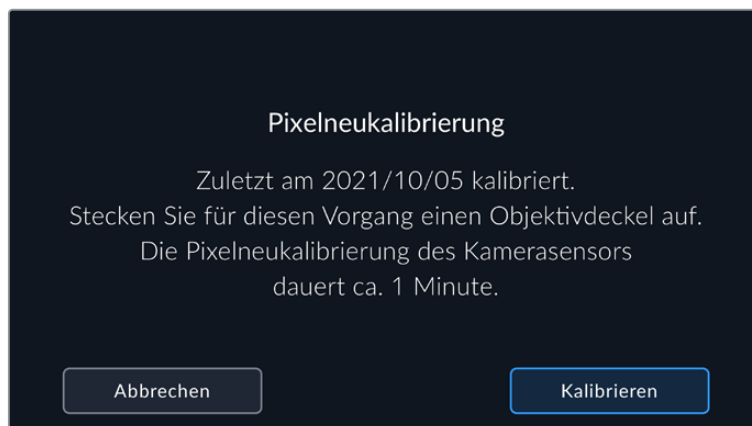 Pixelneukalibrierung
Zuletzt am 2021/10/05 kalibriert.
Stecken Sie für diesen Vorgang einen Objektivdeckel auf.
Die Pixelneukalibrierung des Kamerasensors
dauert ca. 1 Minute.
Abbrechen
Kalibrieren